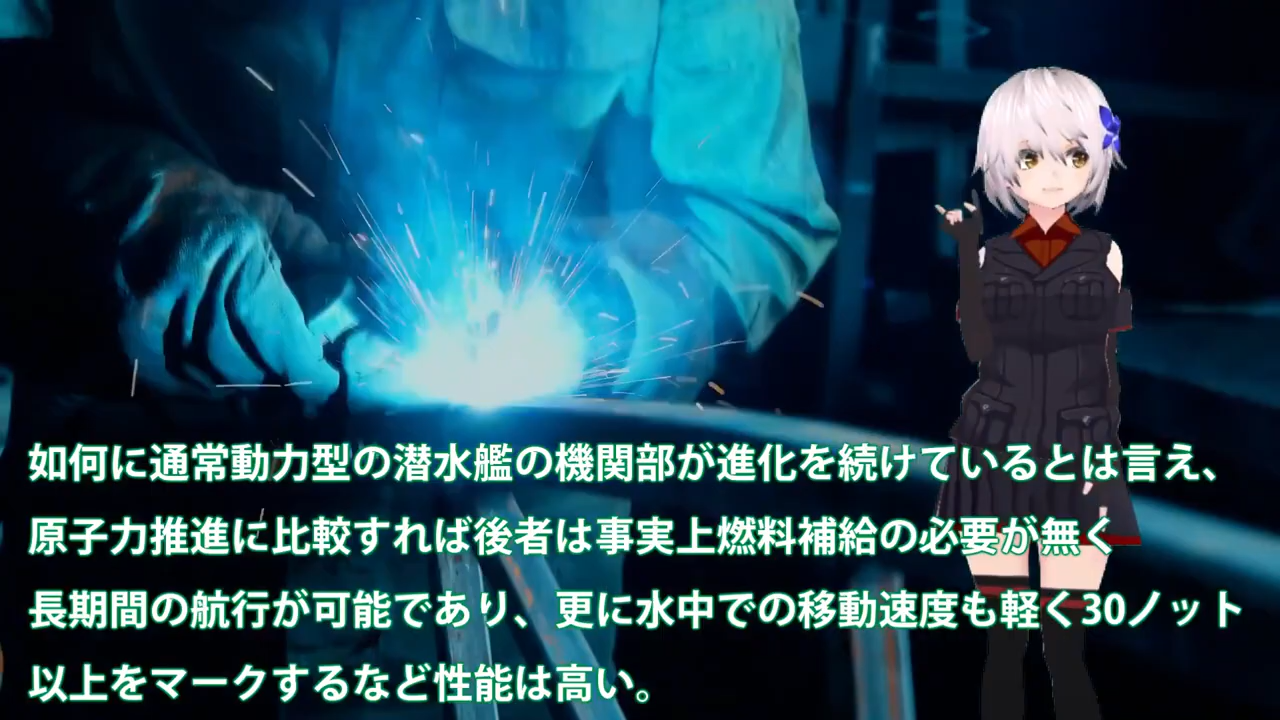 如何に通常動力型の潜水艦の機関部が進化を続けているとは言え、
原子力推進に比較すれば後者は事実上燃料補給の必要が無く
長期間の航行が可能であり、更に水中での移動速度も軽く30ノット
以上をマークするなど性能は高い。